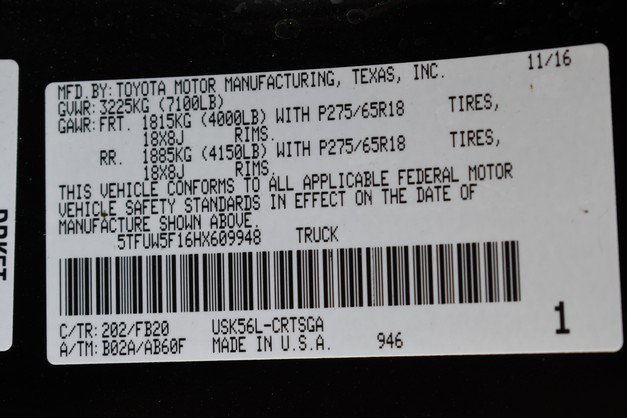 MFD.BY: TOYOTA MOTOR MANUFACTURING, TEXAS, INC. 11/16
GVWR: 3225KG (7100LB)
GAWR: FRT. 1815KG (4000LB) WITH P275/65R18 TIRES,
18X8J RIMS.
RR. 1885KG (4150LB) WITH P275/65R18 TIRES,
18X8J RIMS.
THIS VEHICLE CONFORMS TO ALL APPLICABLE FEDERAL MOTOR
VEHICLE SAFETY STANDARDS IN EFFECT ON THE DATE OF
MANUFACTURE SHOWN ABOVE.
5TFUW5F16HX609948 TRUCK
C/TR: 202/FB20 USK56L-CRTSGA
A/TM: B02A/AB60F MADE IN U.S.A. 946
1